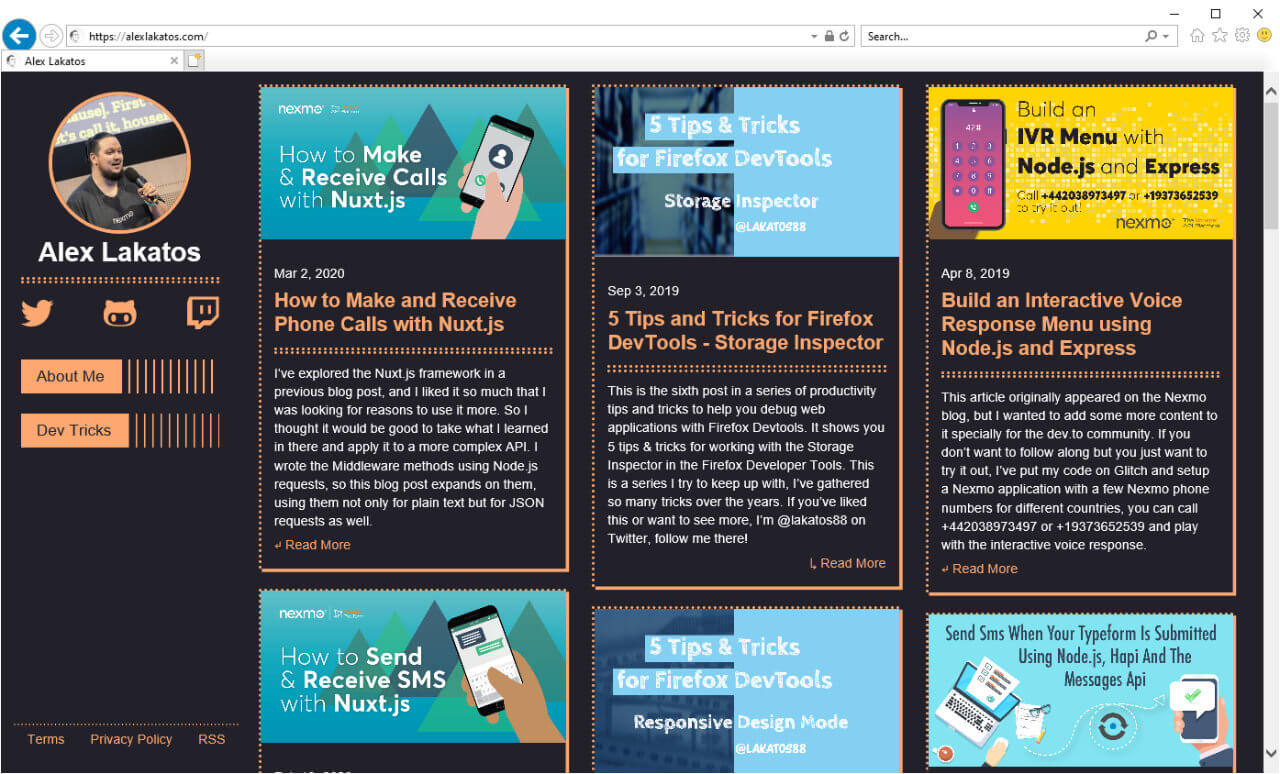 https://alexlakatos.com/
Search...
Alex Lakatos
Alex Lakatos
About Me
Dev Tricks
Terms
Privacy Policy
RSS
nexmo
How to Make
& Receive Calls
with Nuxt.js
Mar 2, 2020
How to Make and Receive
Phone Calls with Nuxt.js
I've explored the Nuxt.js framework in a
previous blog post, and I liked it so much that I
was looking for reasons to use it more. So I
thought it would be good to take what I learned
in there and apply it to a more complex API. I
wrote the Middleware methods using Node.js
requests, so this blog post expands on them,
using them not only for plain text but for JSON
requests as well.
↲ Read More
nexmo
How to Send
& Receive SMS
with Nuxt.js
5 Tips & Tricks
for Firefox DevTools
Storage Inspector
@LAKATOS88
Sep 3, 2019
5 Tips and Tricks for Firefox
DevTools - Storage Inspector
This is the sixth post in a series of productivity
tips and tricks to help you debug web
applications with Firefox Devtools. It shows you
5 tips & tricks for working with the Storage
Inspector in the Firefox Developer Tools. This
is a series I try to keep up with, I've gathered
so many tricks over the years. If you've liked
this or want to see more, I'm @lakatos88 on
Twitter, follow me there!
↳ Read More
5 Tips & Tricks
for Firefox DevTools
Responsive Design Mode
@LAKATOS88
42#
Build an
IVR Menu with
Node.js and Express
Call +442038973497 or +19373652539
to try it out!
nexmo
Apr 8, 2019
Build an Interactive Voice
Response Menu using
Node.js and Express
This article originally appeared on the Nexmo
blog, but I wanted to add some more content to
it specially for the dev.to community. If you
don't want to follow along but you just want to
try it out, I've put my code on Glitch and setup
a Nexmo application with a few Nexmo phone
numbers for different countries, you can call
+442038973497 or +19373652539 and play
with the interactive voice response.
↲ Read More
Send Sms When Your Typeform Is Submitted
Using Node.js, Hapi And The
Messages Api